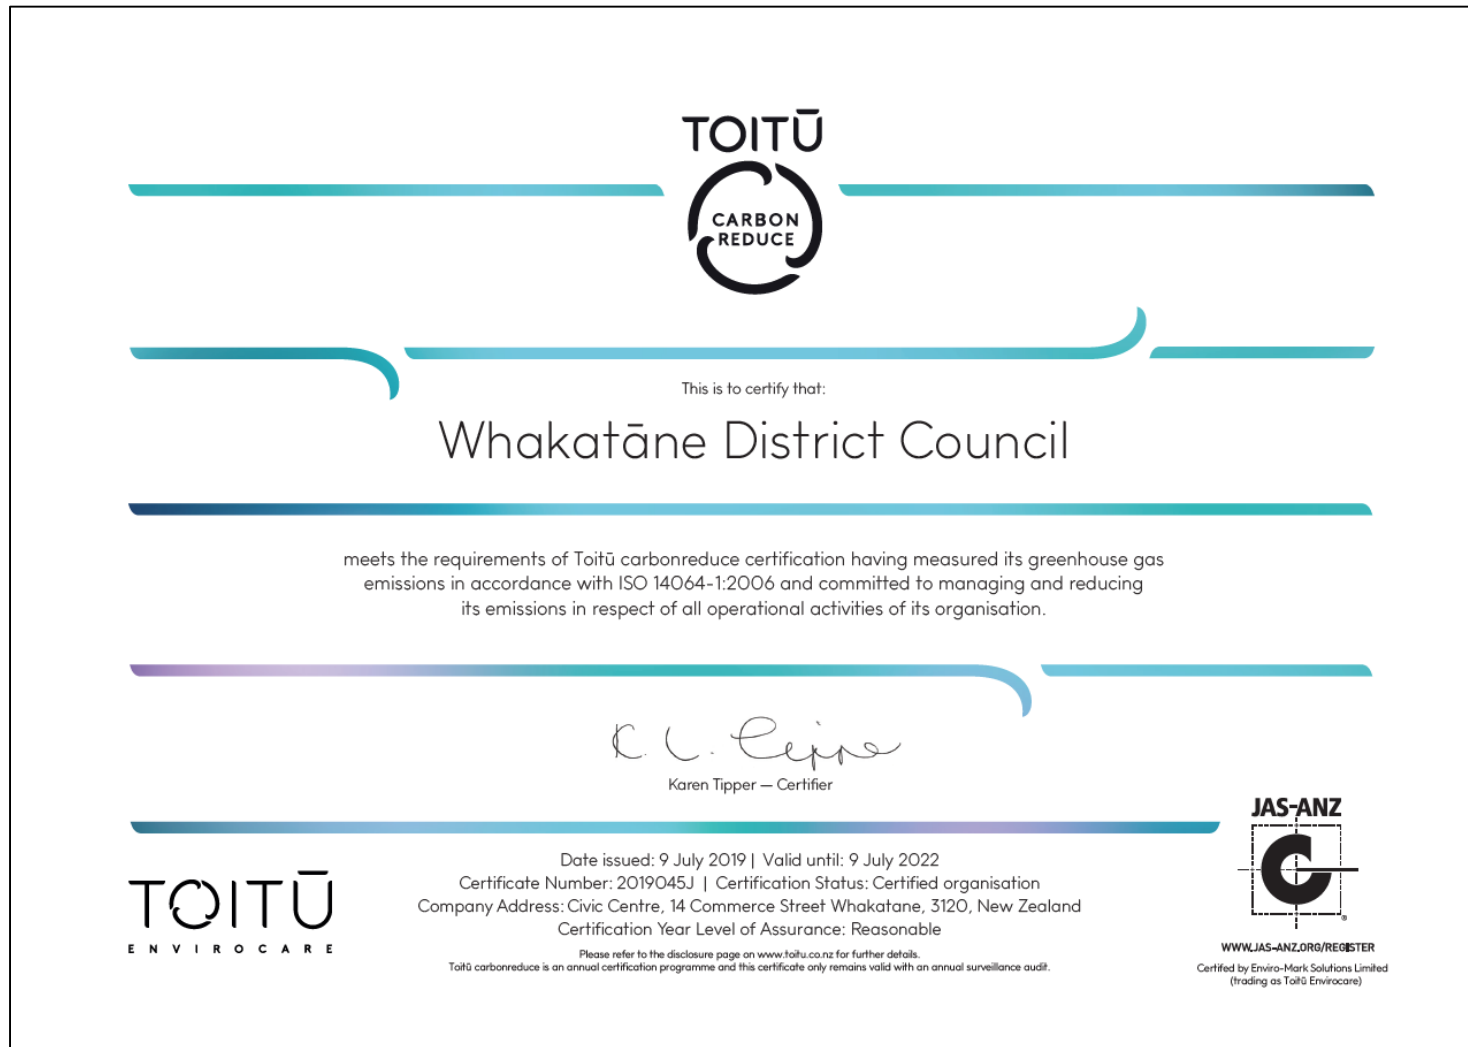 TOITŪ
CARBON
REDUCE
This is to certify that:
Whakatāne District Council
meets the requirements of Toitū carbonreduce certification having measured its greenhouse gas
emissions in accordance with ISO 14064-1:2006 and committed to managing and reducing
its emissions in respect of all operational activities of its organisation.
K. L. Tipper
Karen Tipper — Certifier
Date issued: 9 July 2019 | Valid until: 9 July 2022
Certificate Number: 2019045J | Certification Status: Certified organisation
Company Address: Civic Centre, 14 Commerce Street Whakatane, 3120, New Zealand
Certification Year Level of Assurance: Reasonable
Please refer to the disclosure page on www.toitu.co.nz for further details.
Toitū carbonreduce is an annual certification programme and this certificate only remains valid with an annual surveillance audit.
TOITŪ
ENVIROCARE
JAS-ANZ
C
®
WWW.JAS-ANZ.ORG/REGISTER
Certifed by Enviro-Mark Solutions Limited
(trading as Toitū Envirocare)